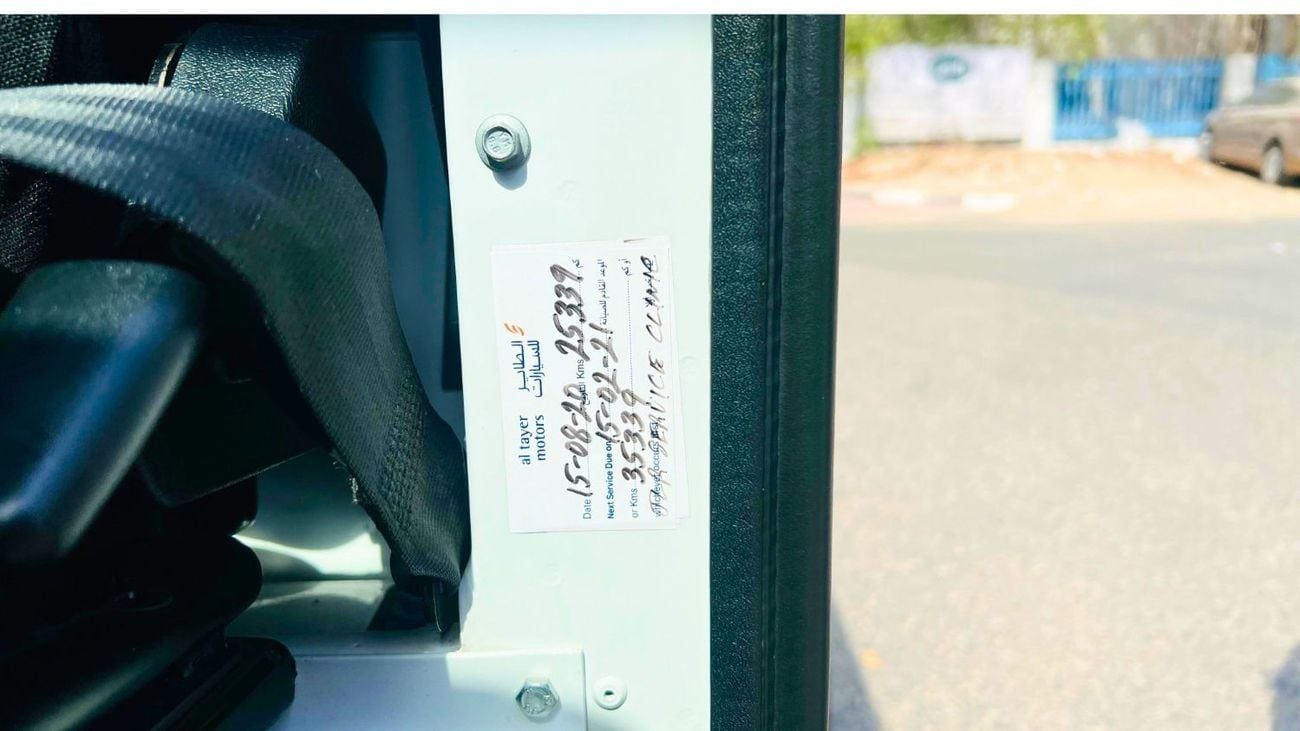 al tayer الطاير
motors للسيارات
Date 15-08-20 Kms 25339 كم
Next Service Due on 15-02-21 الموعد القادم للصيانة
or Kms 35339 أو كم
SERVICE CLINIC